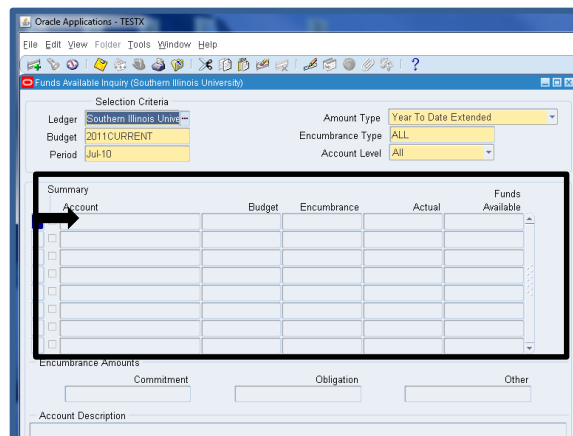 Oracle Applications - TESTX
File Edit View Folder Tools Window Help
Funds Available Inquiry (Southern Illinois University)
Selection Criteria
Ledger Southern Illinois Unive Amount Type Year To Date Extended
Budget 2011CURRENT Encumbrance Type ALL
Period Jul-10 Account Level All
Summary
Funds
Account Budget Encumbrance Actual Available
Encumbrance Amounts
Commitment Obligation Other
Account Description